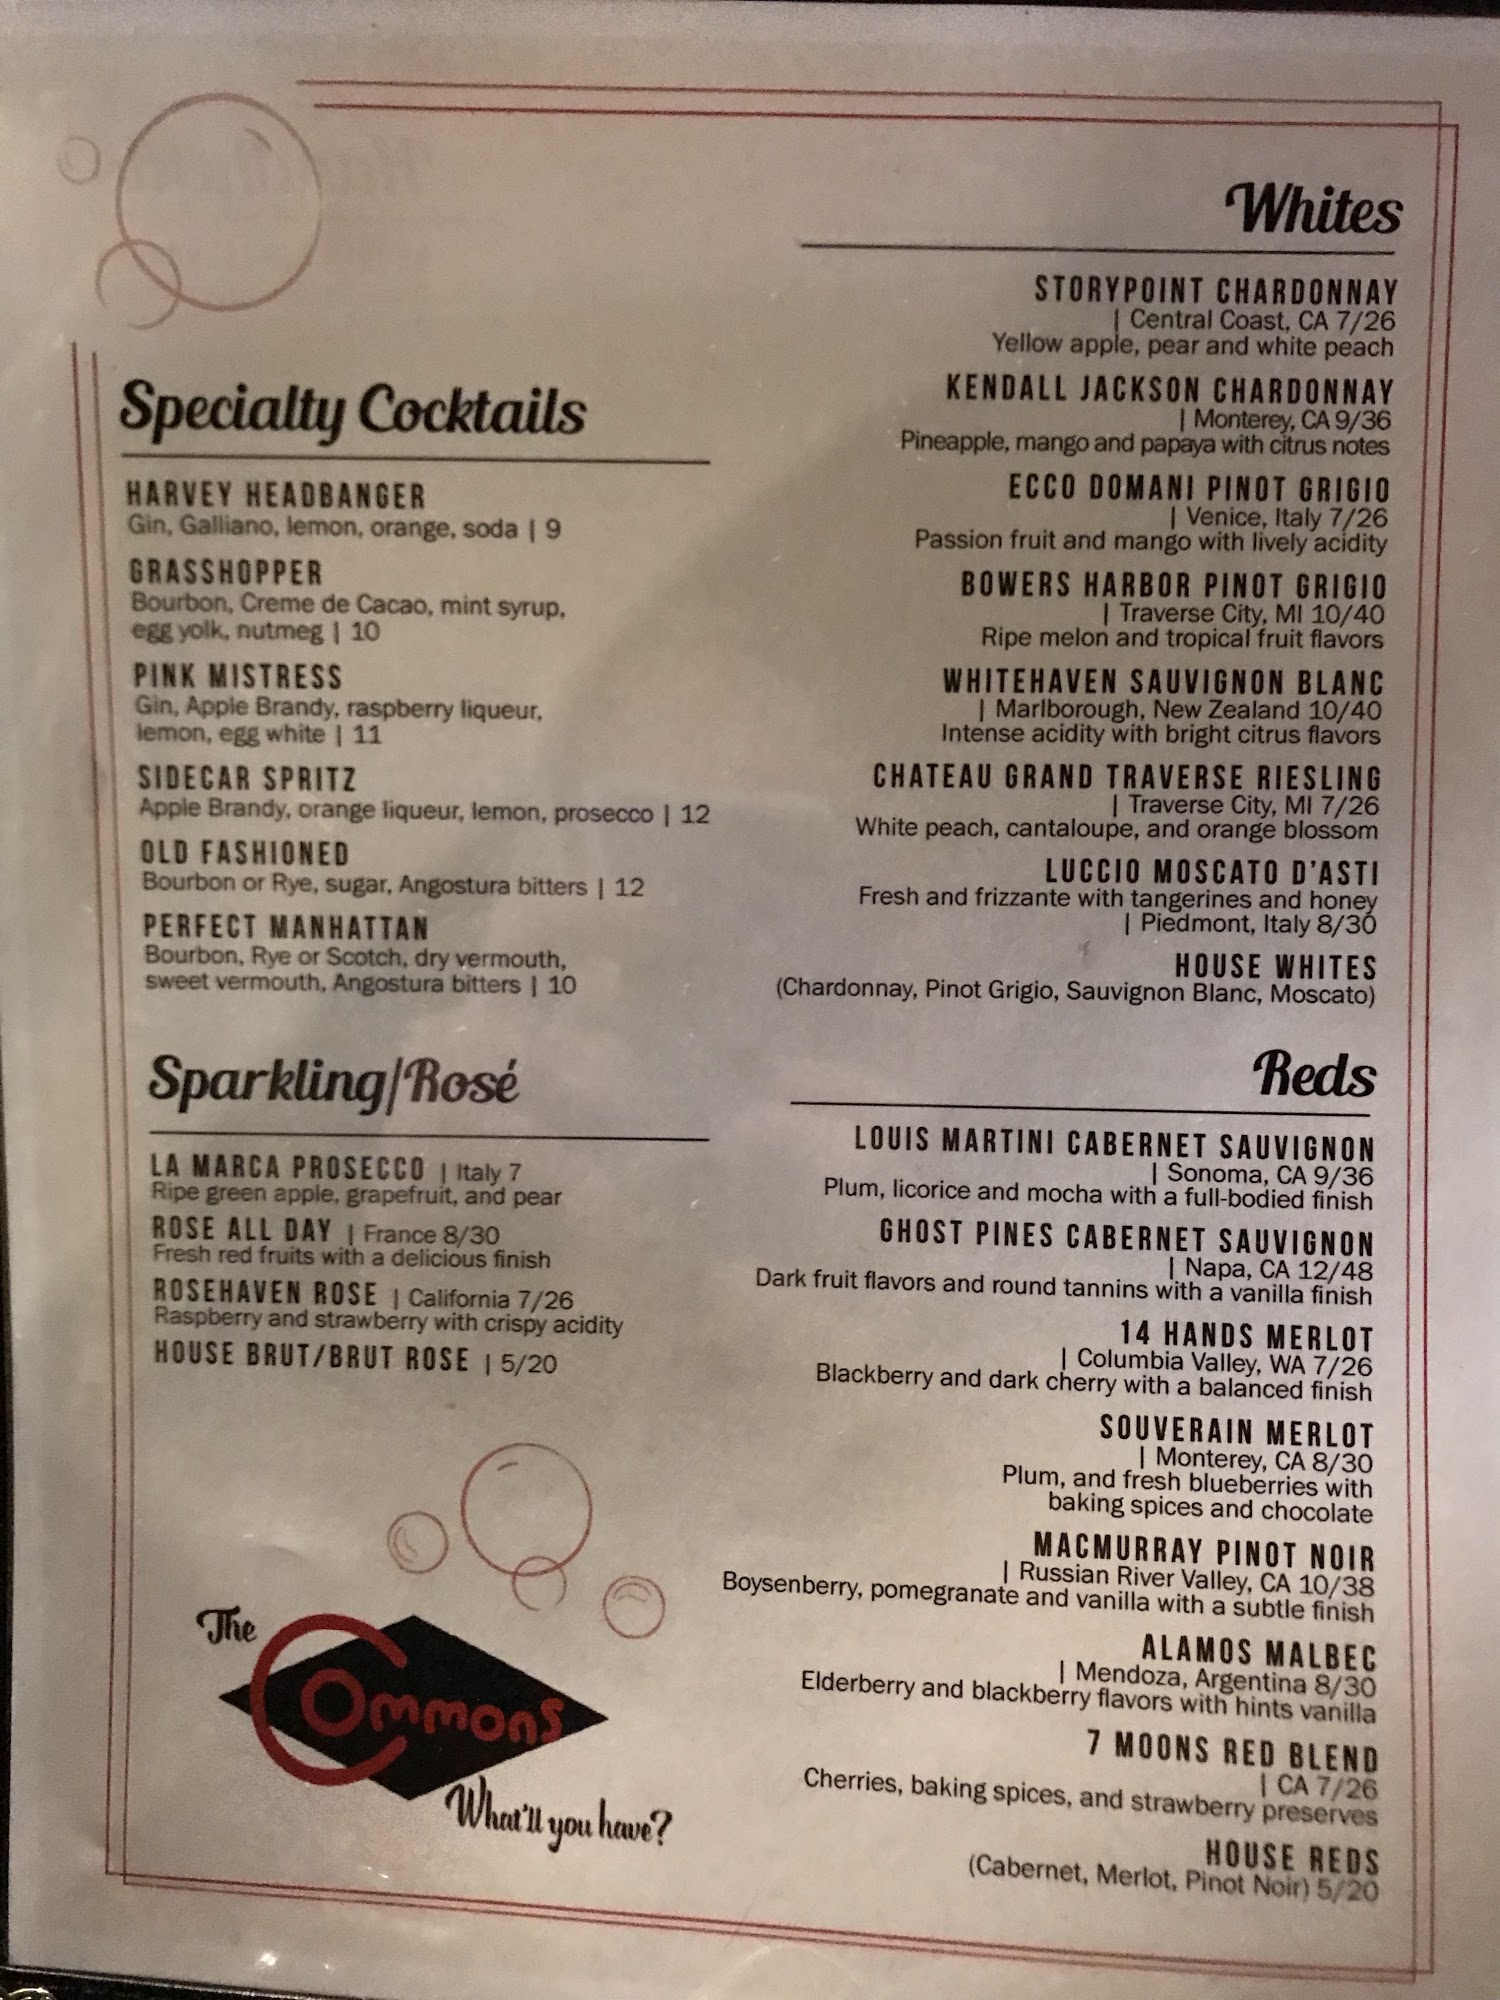 Specialty Cocktails
HARVEY HEADBANGER
Gin, Galliano, lemon, orange, soda | 9
GRASSHOPPER
Bourbon, Creme de Cacao, mint syrup,
egg yolk, nutmeg | 10
PINK MISTRESS
Gin, Apple Brandy, raspberry liqueur,
lemon, egg white | 11
SIDECAR SPRITZ
Apple Brandy, orange liqueur, lemon, prosecco | 12
OLD FASHIONED
Bourbon or Rye, sugar, Angostura bitters | 12
PERFECT MANHATTAN
Bourbon, Rye or Scotch, dry vermouth,
sweet vermouth, Angostura bitters | 10
Sparkling/Rosé
LA MARCA PROSECCO | Italy 7
Ripe green apple, grapefruit, and pear
ROSE ALL DAY | France 8/30
Fresh red fruits with a delicious finish
ROSEHAVEN ROSE | California 7/26
Raspberry and strawberry with crispy acidity
HOUSE BRUT/BRUT ROSE | 5/20
The
Commons
What'll you have?
Whites
STORYPOINT CHARDONNAY
| Central Coast, CA 7/26
Yellow apple, pear and white peach
KENDALL JACKSON CHARDONNAY
| Monterey, CA 9/36
Pineapple, mango and papaya with citrus notes
ECCO DOMANI PINOT GRIGIO
| Venice, Italy 7/26
Passion fruit and mango with lively acidity
BOWERS HARBOR PINOT GRIGIO
| Traverse City, MI 10/40
Ripe melon and tropical fruit flavors
WHITEHAVEN SAUVIGNON BLANC
| Marlborough, New Zealand 10/40
Intense acidity with bright citrus flavors
CHATEAU GRAND TRAVERSE RIESLING
| Traverse City, MI 7/26
White peach, cantaloupe, and orange blossom
LUCCIO MOSCATO D'ASTI
Fresh and frizzante with tangerines and honey
| Piedmont, Italy 8/30
HOUSE WHITES
(Chardonnay, Pinot Grigio, Sauvignon Blanc, Moscato)
Reds
LOUIS MARTINI CABERNET SAUVIGNON
| Sonoma, CA 9/36
Plum, licorice and mocha with a full-bodied finish
GHOST PINES CABERNET SAUVIGNON
| Napa, CA 12/48
Dark fruit flavors and round tannins with a vanilla finish
14 HANDS MERLOT
| Columbia Valley, WA 7/26
Blackberry and dark cherry with a balanced finish
SOUVERAIN MERLOT
| Monterey, CA 8/30
Plum, and fresh blueberries with
baking spices and chocolate
MACMURRAY PINOT NOIR
| Russian River Valley, CA 10/38
Boysenberry, pomegranate and vanilla with a subtle finish
ALAMOS MALBEC
| Mendoza, Argentina 8/30
Elderberry and blackberry flavors with hints vanilla
7 MOONS RED BLEND
| CA 7/26
Cherries, baking spices, and strawberry preserves
HOUSE REDS
(Cabernet, Merlot, Pinot Noir) 5/20